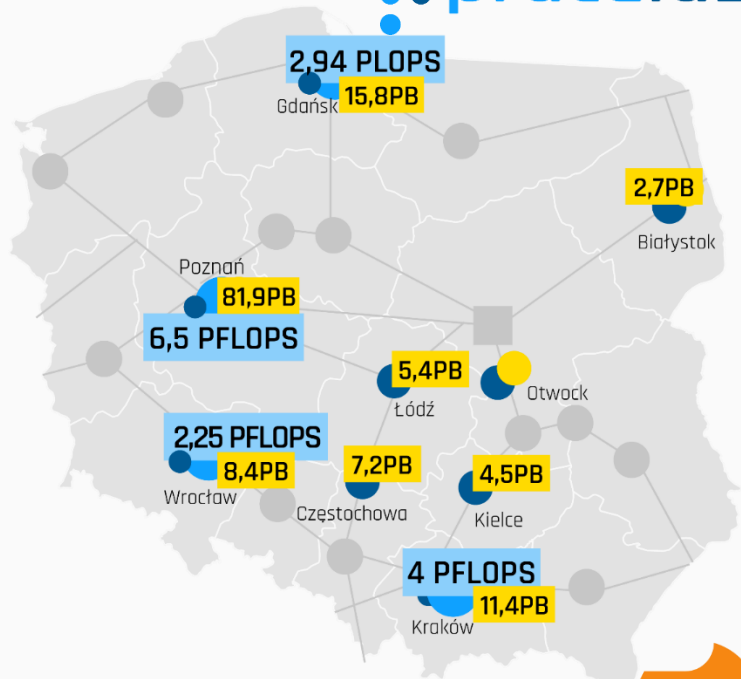 2,94 PLOPS
15,8PB
Gdańsk
2,7PB
Białystok
Poznań
81,9PB
6,5 PFLOPS
5,4PB
Łódź
Otwock
2,25 PFLOPS
8,4PB
Wrocław
7,2PB
Częstochowa
4,5PB
Kielce
4 PFLOPS
11,4PB
Kraków